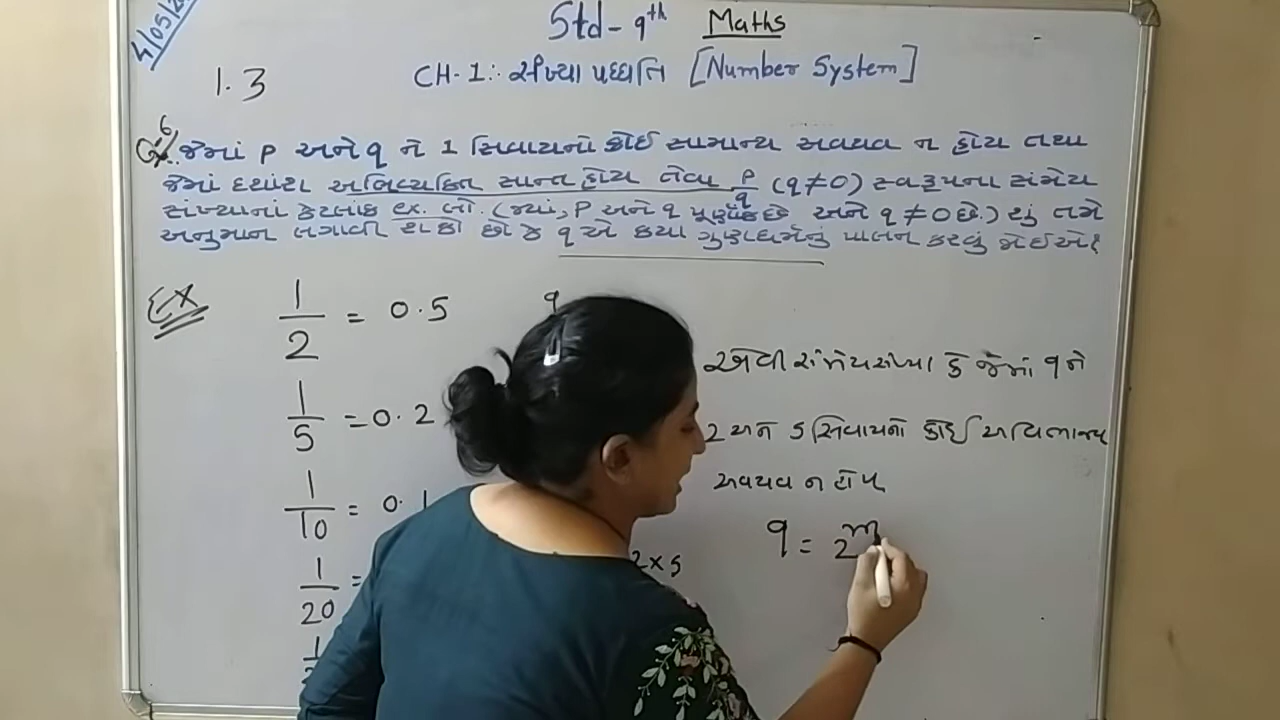 4/05/2
Std - 9th Maths
1.3 CH-1: સંખ્યા પધ્ધતિ [Number System]
Q.6 જેમાં P અને q ને 1 સિવાયનો કોઈ સામાન્ય અવયવ ન હોય તથા
જેમાં દશાંશ અભિવ્યક્તિ સાન્ત હોય તેવા P/q (q≠0) સ્વરૂપના સંમેય
સંખ્યાનાં કેટલાંક ex. લો. (જ્યાં, P અને q પૂર્ણાંક છે અને q ≠ 0 છે.) શું તમે
અનુમાન લગાવી શકો છો કે q એ કયા ગુણધર્મનું પાલન કરવું જોઈએ?
Ex
1/2 = 0.5
q
1/5 = 0.2
1/10 = 0.1
1/20 =
2×5
એવી સંમેય સંખ્યા કે જેમાં q ને
2 અને 5 સિવાયનો કોઈ અવિભાજ્ય
અવયવ ન હોય
q = 2^m